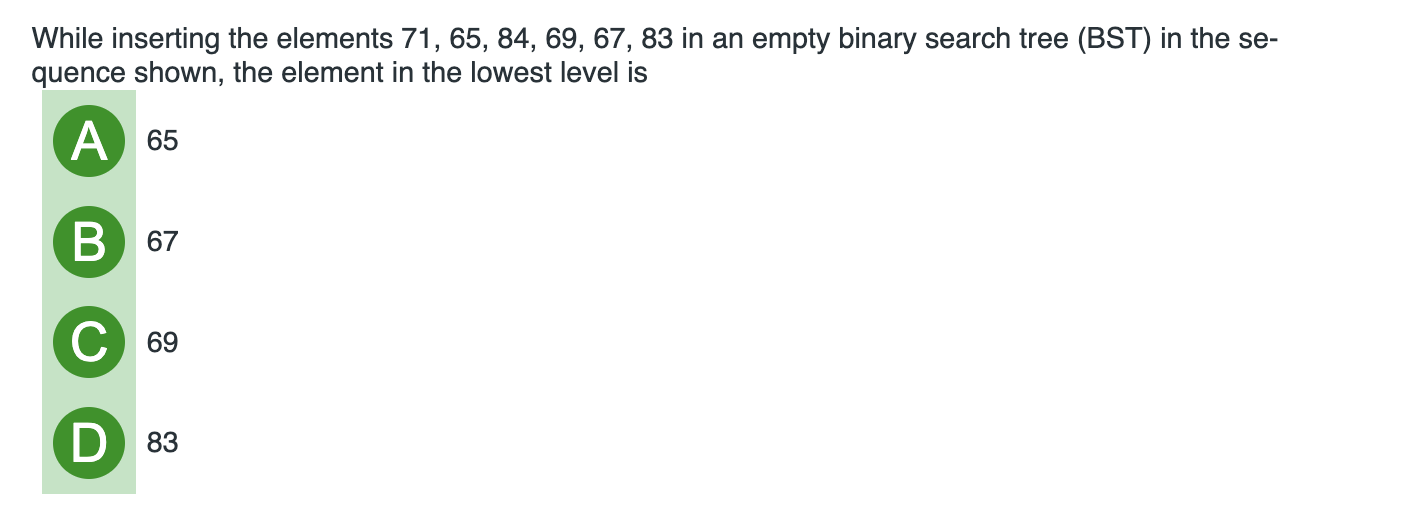 While inserting the elements 71, 65, 84, 69, 67, 83 in an empty binary search tree (BST) in the se-
quence shown, the element in the lowest level is
A 65
B 67
C 69
D 83